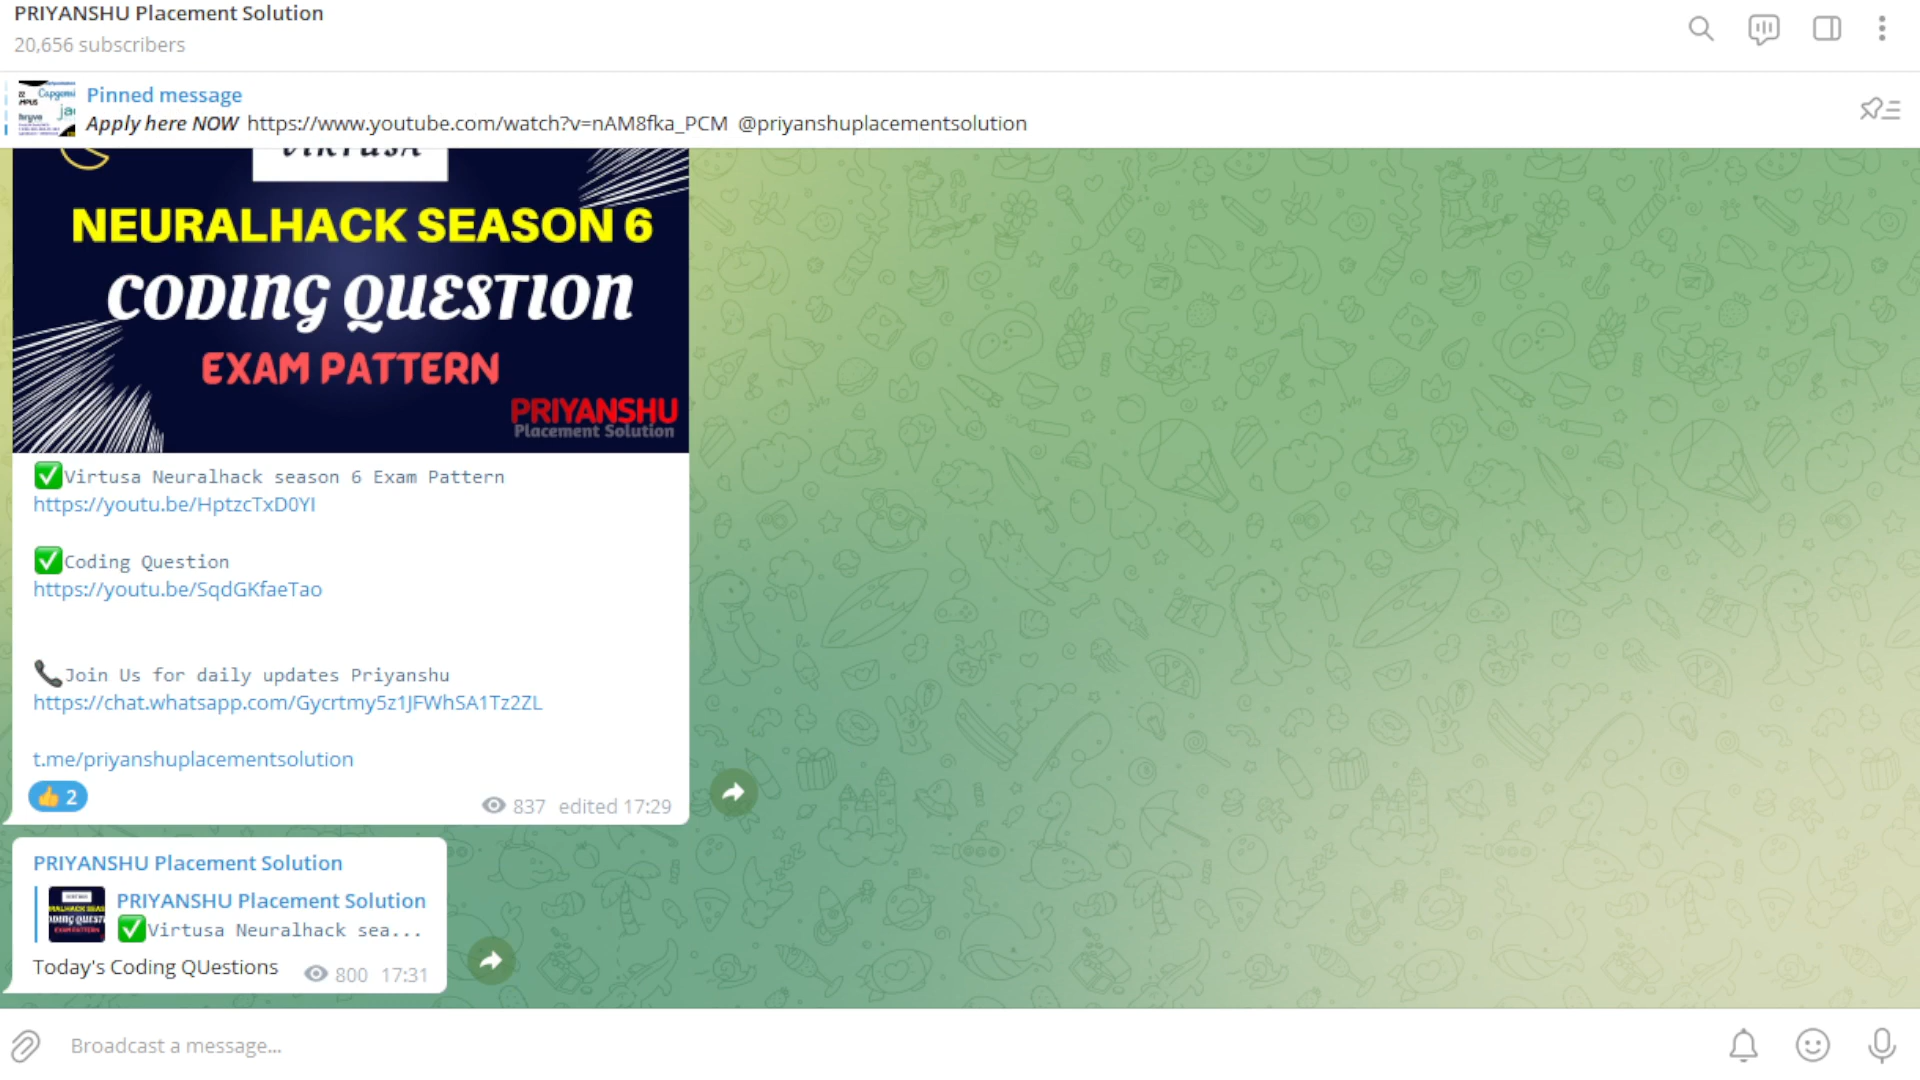 PRIYANSHU Placement Solution
20,656 subscribers
Pinned message
Apply here NOW https://www.youtube.com/watch?v=nAM8fka_PCM @priyanshuplacementsolution
virtusa
NEURALHACK SEASON 6
CODING QUESTION
EXAM PATTERN
PRIYANSHU
Placement Solution
✅Virtusa Neuralhack season 6 Exam Pattern
https://youtu.be/HptzcTxD0YI
✅Coding Question
https://youtu.be/SqdGKfaeTao
📞Join Us for daily updates Priyanshu
https://chat.whatsapp.com/Gycrtmy5z1JFWhSA1Tz2ZL
t.me/priyanshuplacementsolution
👍 2
837 edited 17:29
PRIYANSHU Placement Solution
PRIYANSHU Placement Solution
✅Virtusa Neuralhack sea...
Today's Coding QUestions
800 17:31
Broadcast a message...